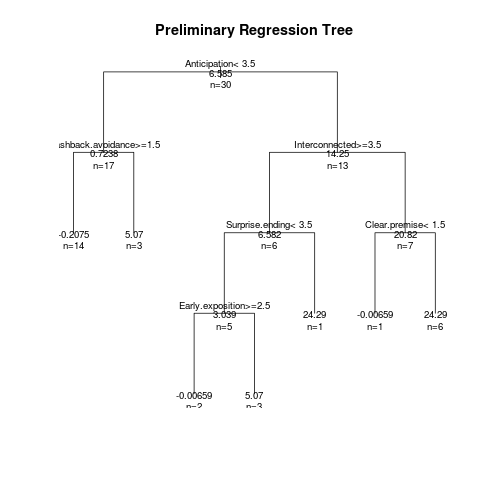 Preliminary Regression Tree
Anticipation< 3.5
6.585
n=30
shback.avoidance>=1.5
0.7238
n=17
Interconnected>=3.5
14.25
n=13
-0.2075
n=14
5.07
n=3
Surprise.ending< 3.5
6.582
n=6
Clear.premise< 1.5
20.82
n=7
Early.exposition>=2.5
3.039
n=5
24.29
n=1
-0.00659
n=1
24.29
n=6
-0.00659
n=2
5.07
n=3